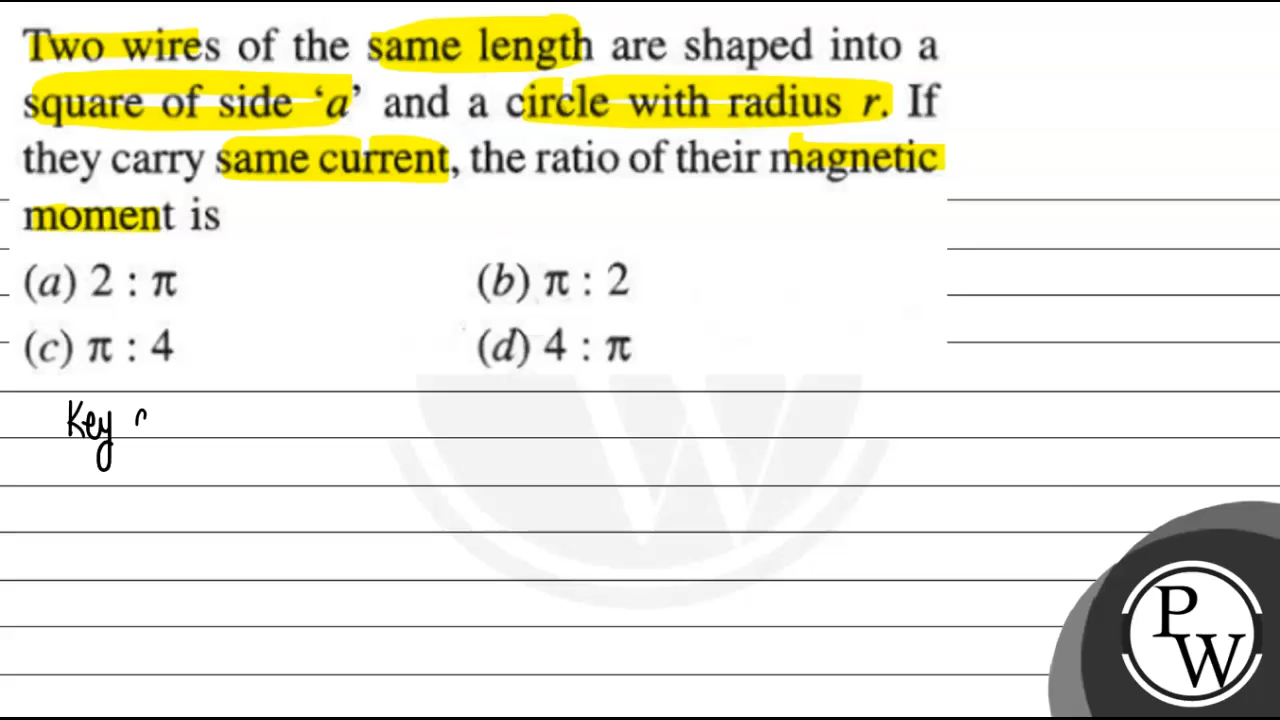 Two wires of the same length are shaped into a
square of side ‘a’ and a circle with radius r. If
they carry same current, the ratio of their magnetic
moment is
(a) 2 : π (b) π : 2
(c) π : 4 (d) 4 : π
Key
PW